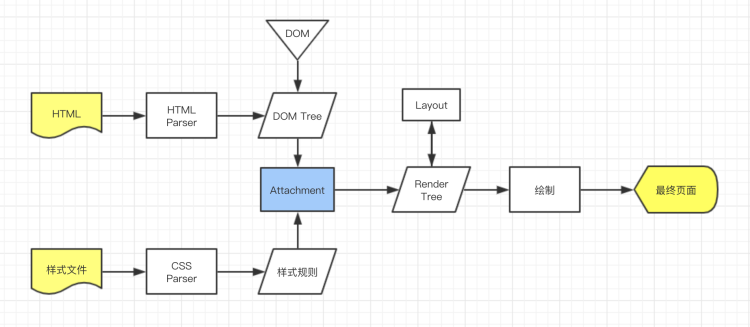 DOM
HTML
HTML
Parser
DOM Tree
Layout
Attachment
Render
Tree
绘制
最终页面
样式文件
CSS
Parser
样式规则